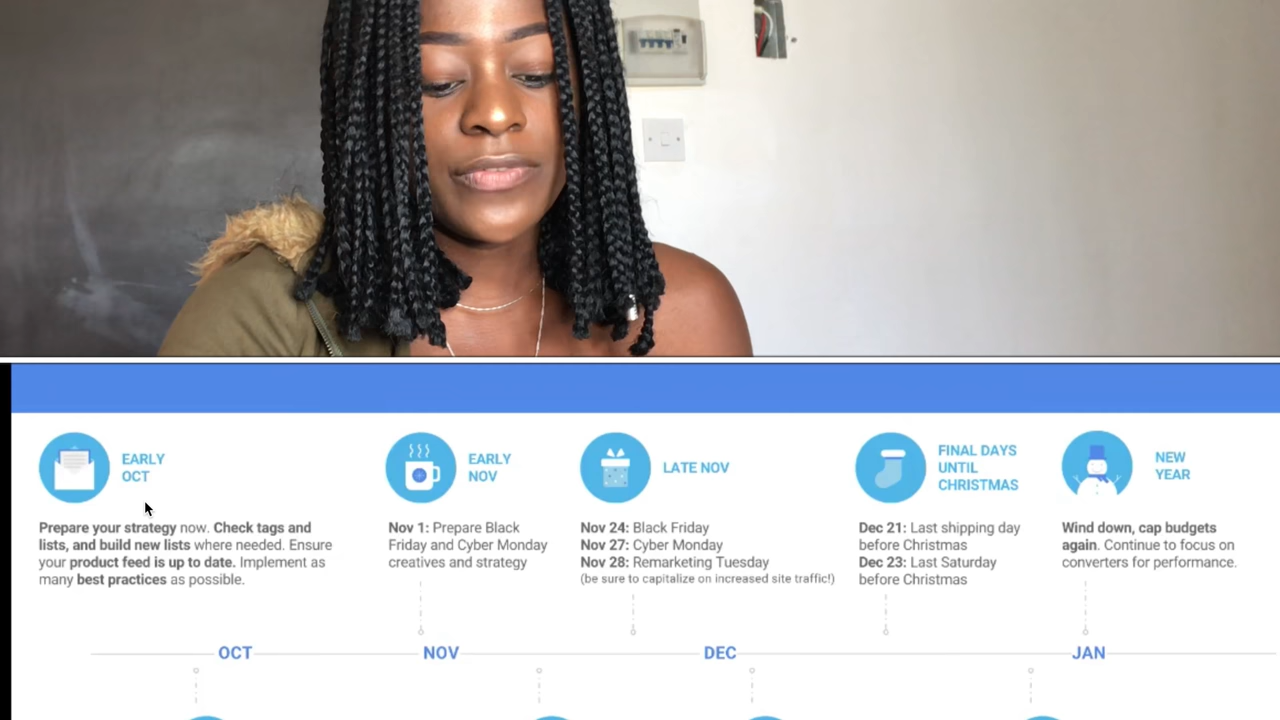 EARLY
OCT
Prepare your strategy now. Check tags and
lists, and build new lists where needed. Ensure
your product feed is up to date. Implement as
many best practices as possible.
EARLY
NOV
Nov 1: Prepare Black
Friday and Cyber Monday
creatives and strategy
LATE NOV
Nov 24: Black Friday
Nov 27: Cyber Monday
Nov 28: Remarketing Tuesday
(be sure to capitalize on increased site traffic!)
FINAL DAYS
UNTIL
CHRISTMAS
Dec 21: Last shipping day
before Christmas
Dec 23: Last Saturday
before Christmas
NEW
YEAR
Wind down, cap budgets
again. Continue to focus on
converters for performance.
OCT
NOV
DEC
JAN